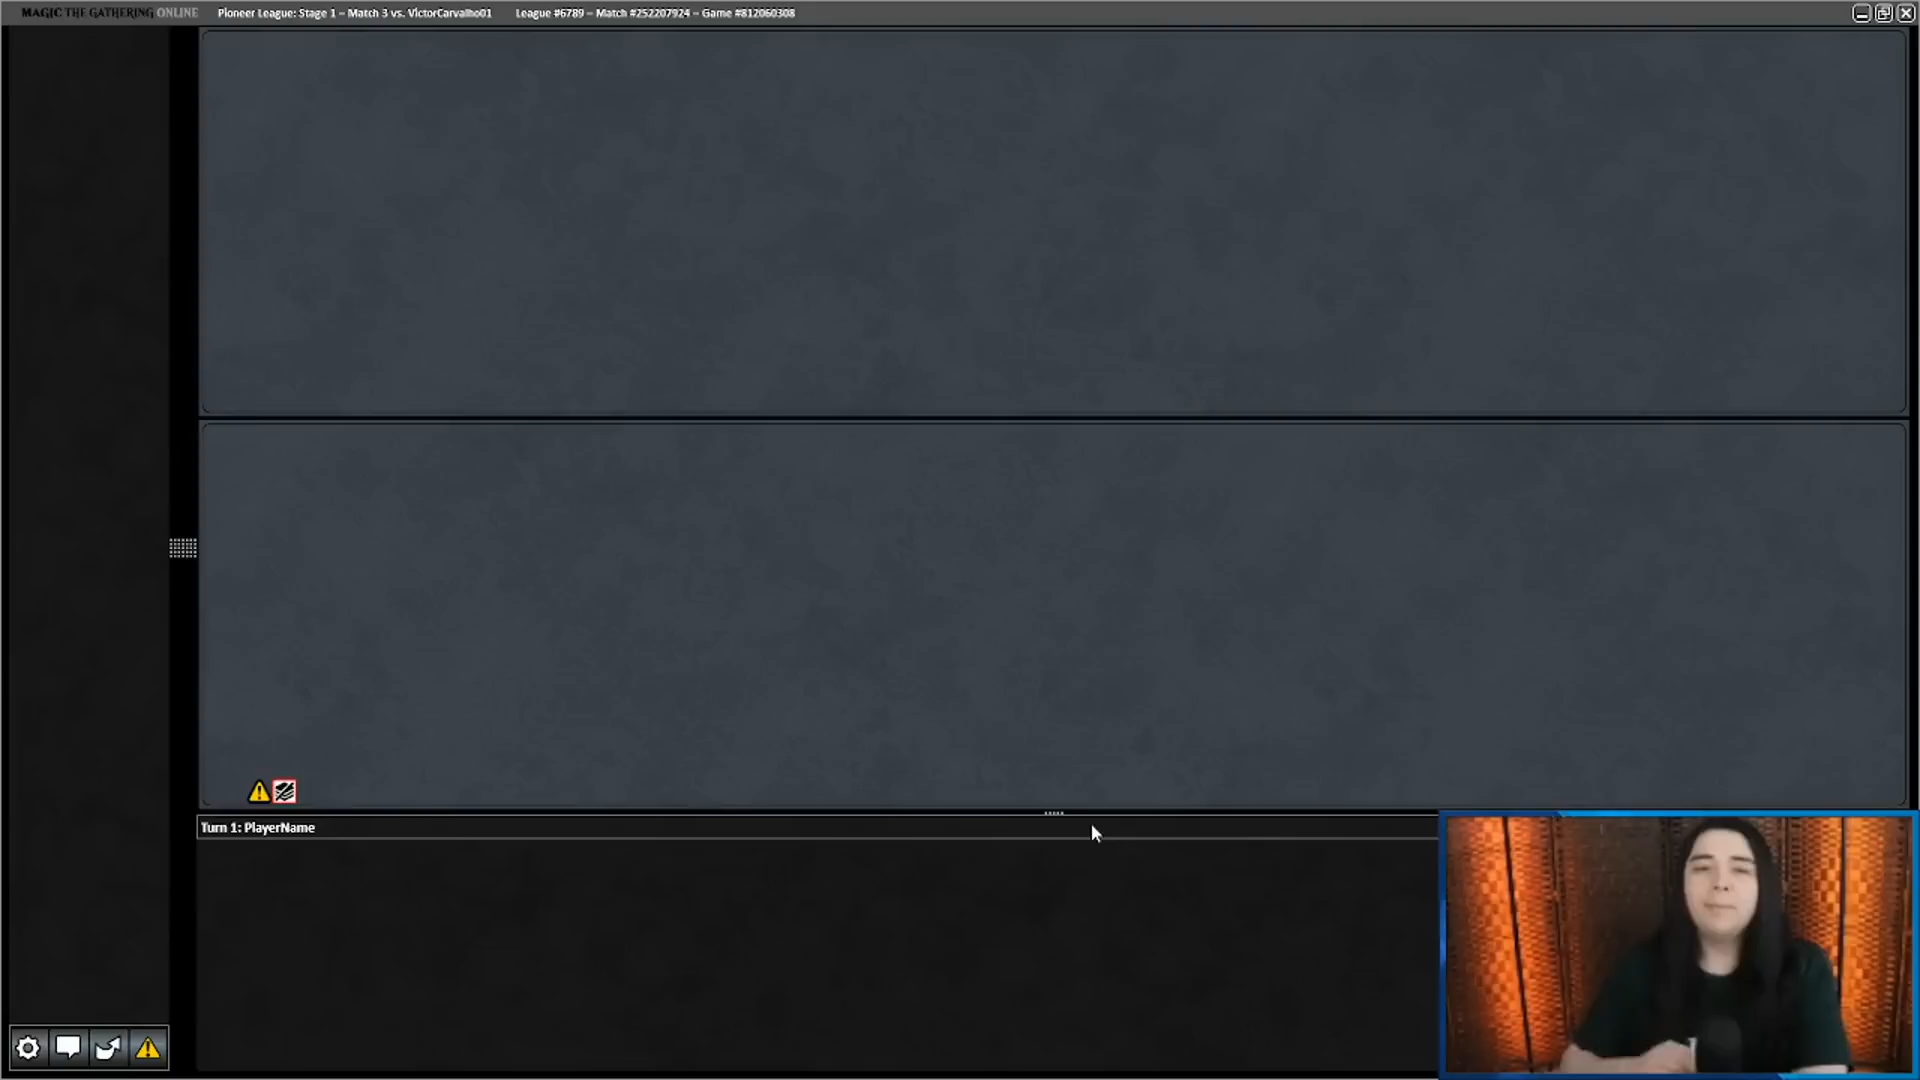 MAGIC THE GATHERING ONLINE
Pioneer League: Stage 1 – Match 3 vs. VictorCarvalho01 League #6789 – Match #252207924 – Game #812060308
Turn 1: PlayerName